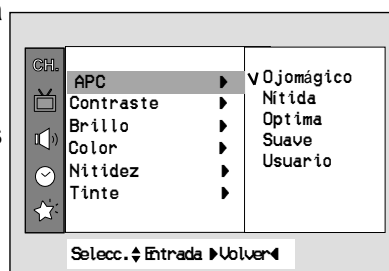 CH.
APC
Contraste
Brillo
Color
Nitidez
Tinte
Ojomágico
Nítida
Optima
Suave
Usuario
Selecc. Entrada Volver